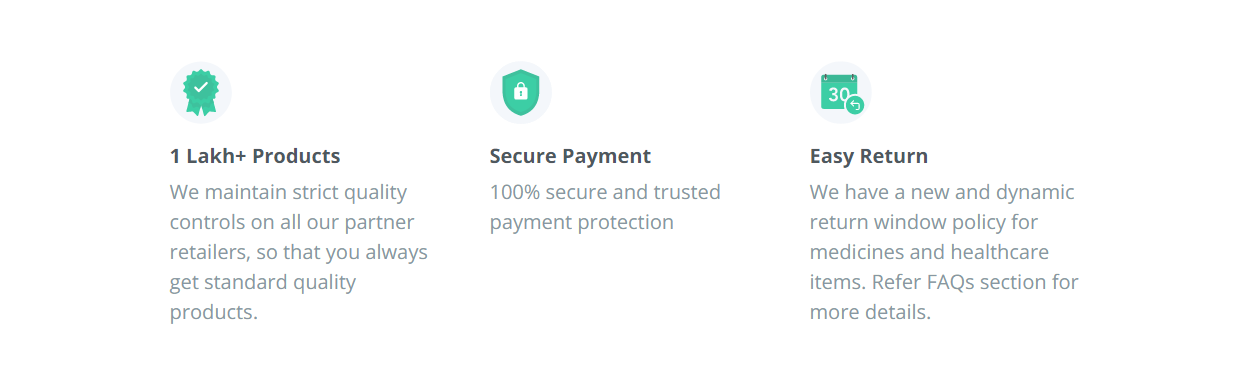 30
1 Lakh+ Products
We maintain strict quality
controls on all our partner
retailers, so that you always
get standard quality
products.
Secure Payment
100% secure and trusted
payment protection
Easy Return
We have a new and dynamic
return window policy for
medicines and healthcare
items. Refer FAQs section for
more details.